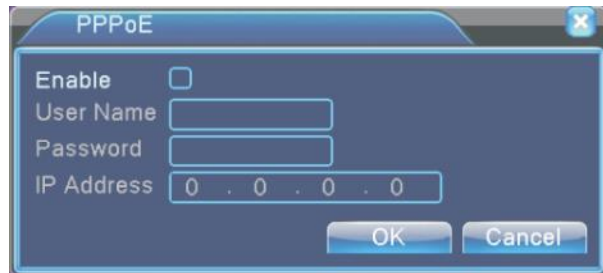 PPPoE
Enable
User Name
Password
IP Address 0 . 0 . 0 . 0
OK Cancel